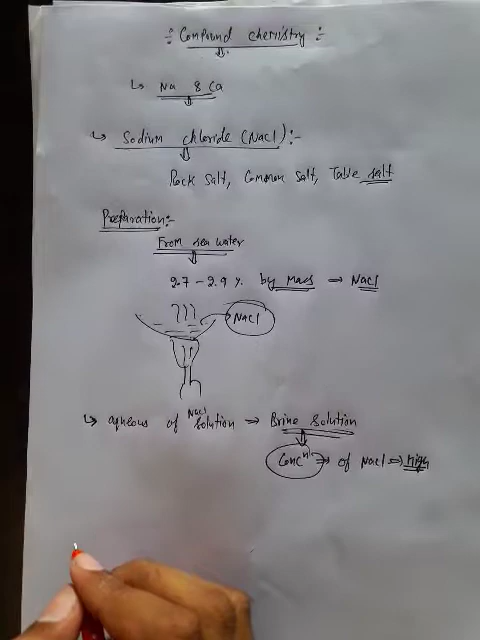 ÷ Compound chemistry :-
↳ Na & Ca
↳ Sodium chloride (NaCl):-
Rock Salt, Common Salt, Table salt
Preparation:-
From sea water
2.7 - 2.9 %. by Mass ⇒ NaCl
NaCl
↳ aqueous of NaCl solution ⇒ Brine Solution
Concⁿ ⇒ of NaCl ⇒ High